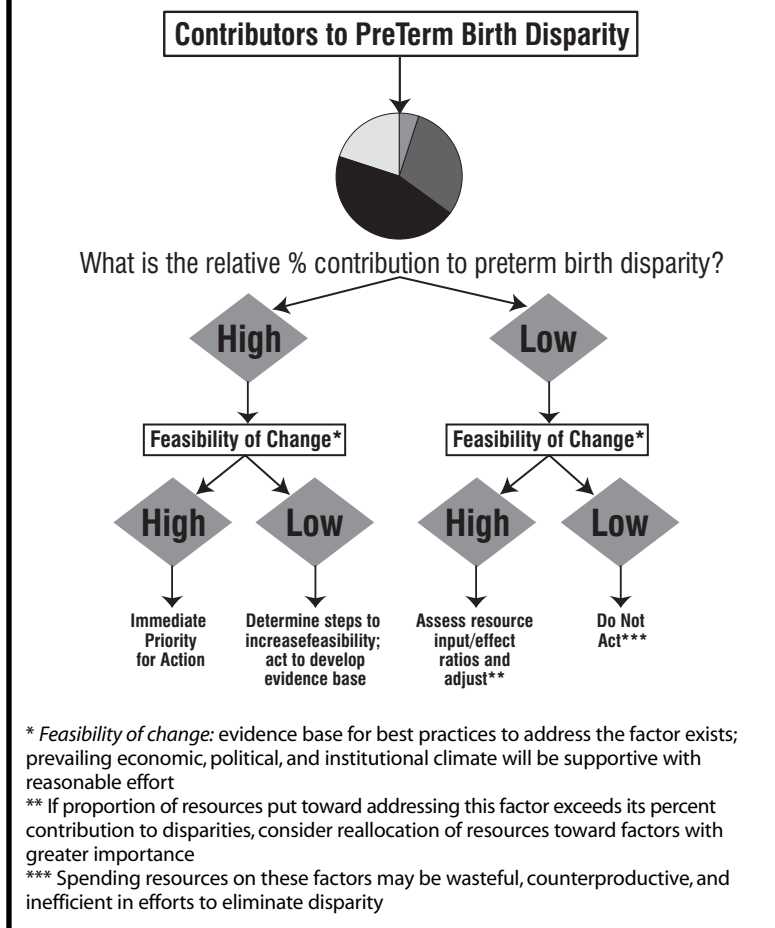 Contributors to PreTerm Birth Disparity
What is the relative % contribution to preterm birth disparity?
High
Low
Feasibility of Change*
Feasibility of Change*
High
Low
High
Low
Immediate
Priority
for Action
Determine steps to
increasefeasibility;
act to develop
evidence base
Assess resource
input/effect
ratios and
adjust**
Do Not
Act***
* Feasibility of change: evidence base for best practices to address the factor exists;
prevailing economic, political, and institutional climate will be supportive with
reasonable effort
** If proportion of resources put toward addressing this factor exceeds its percent
contribution to disparities, consider reallocation of resources toward factors with
greater importance
*** Spending resources on these factors may be wasteful, counterproductive, and
inefficient in efforts to eliminate disparity